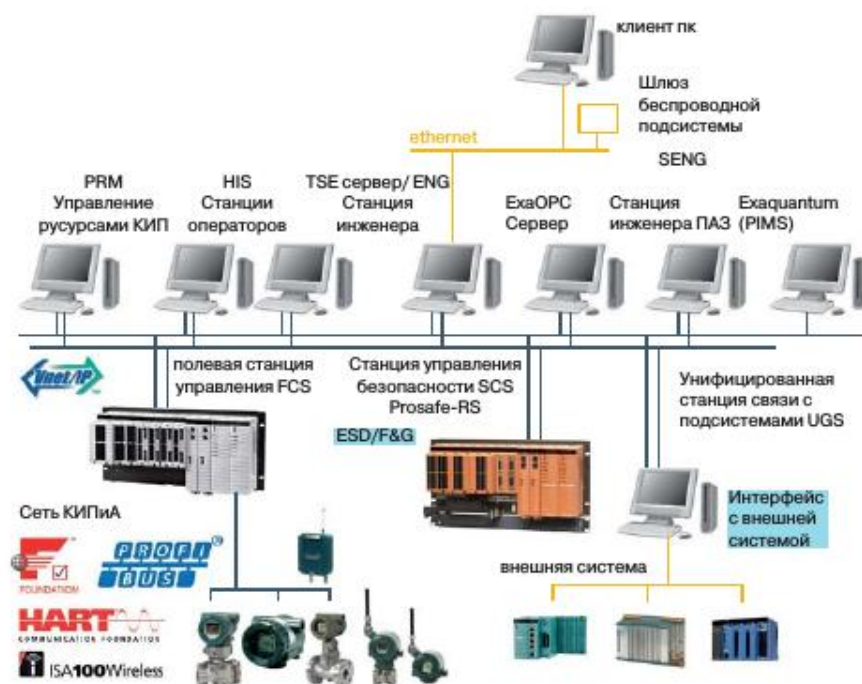 клиент пк
Шлюз
беспроводной
подсистемы
ethernet
SENG
PRM
Управление
русурсами КИП
HIS
Станции
операторов
TSE сервер/ ENG
Станция
инженера
ExaOPC
Сервер
Станция
инженера ПАЗ
Exaquantum
(PIMS)
Vnet/IP
полевая станция
управления FCS
Станция управления
безопасности SCS
Prosafe-RS
ESD/F&G
Унифицированная
станция связи с
подсистемами UGS
Интерфейс
с внешней
системой
Сеть КИПиА
FOUNDATION
PROFI
BUS
HART
COMMUNICATION FOUNDATION
ISA100Wireless
внешняя система